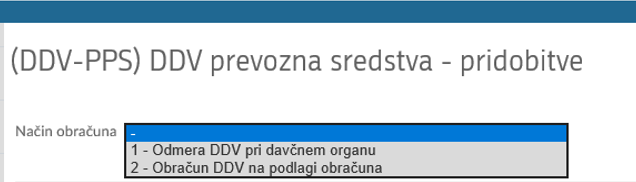 (DDV-PPS) DDV prevozna sredstva - pridobitve
Način obračuna -
1 - Odmera DDV pri davčnem organu
2 - Obračun DDV na podlagi obračuna